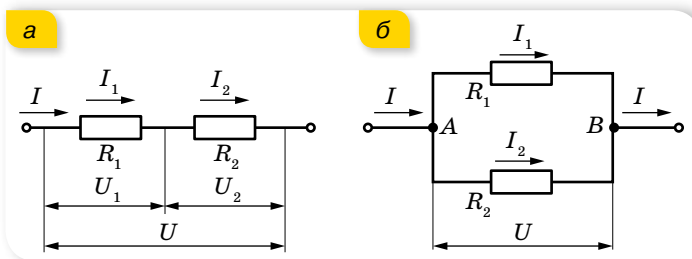 а
I I₁ I₂
R₁ R₂
U₁ U₂
U
б
I₁
I R₁ I
A B
I₂
R₂
U